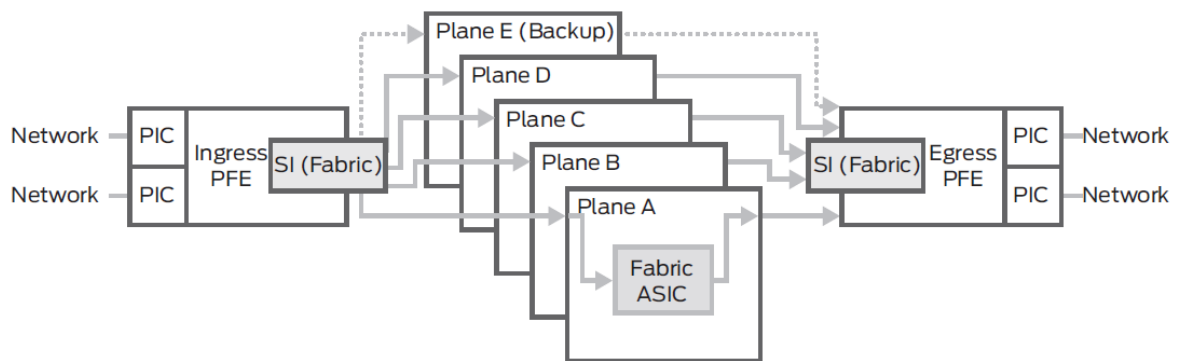 Plane E (Backup)
Plane D
Plane C
Plane B
Plane A
Fabric
ASIC
Network
PIC
Network
PIC
Ingress
PFE
SI (Fabric)
SI (Fabric)
Egress
PFE
PIC
Network
PIC
Network